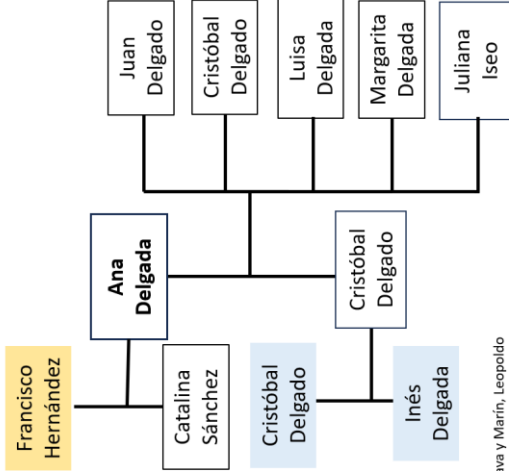 Francisco
Hernández
Ana
Delgada
Catalina
Sánchez
Cristóbal
Delgado
Cristóbal
Delgado
Inés
Delgada
Juan
Delgado
Cristóbal
Delgado
Luisa
Delgada
Margarita
Delgada
Juliana
Iseo
y Marín, Leopoldo